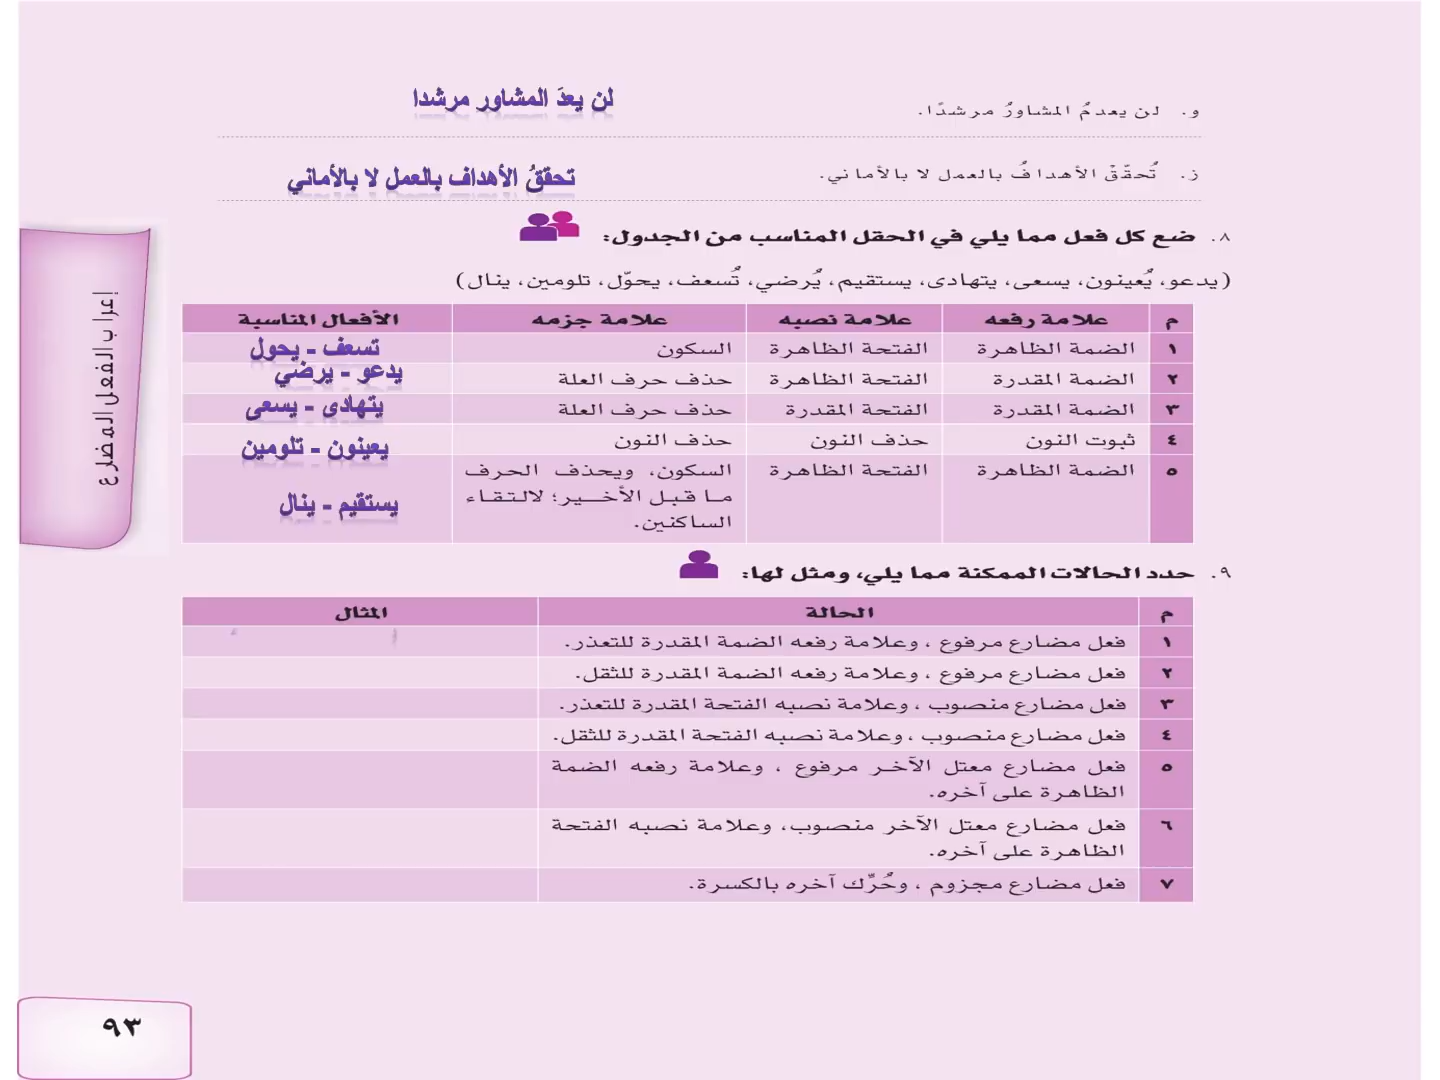 و. لن يعدمُ المشاورُ مرشدًا. لن يعدَ المشاور مرشدا
ز. تُحقّقْ الأهدافُ بالعمل لا بالأماني. تحققُ الأهداف بالعمل لا بالأماني
٨. ضع كل فعل مما يلي في الحقل المناسب من الجدول:
(يدعو، يُعينون، يسعى، يتهادى، يستقيم، يُرضي، تُسعف، يحوّل، تلومين، ينال)
م علامة رفعه علامة نصبه علامة جزمه الأفعال المناسبة
١ الضمة الظاهرة الفتحة الظاهرة السكون تسعف - يحول
٢ الضمة المقدرة الفتحة الظاهرة حذف حرف العلة يدعو - يرضي
٣ الضمة المقدرة الفتحة المقدرة حذف حرف العلة يتهادى - يسعى
٤ ثبوت النون حذف النون حذف النون يعينون - تلومين
٥ الضمة الظاهرة الفتحة الظاهرة السكون، ويحذف الحرف
ما قبل الأخير؛ لالتقاء
الساكنين.
يستقيم - ينال
٩. حدد الحالات الممكنة مما يلي، ومثل لها:
م الحالة المثال
١ فعل مضارع مرفوع ، وعلامة رفعه الضمة المقدرة للتعذر.
٢ فعل مضارع مرفوع ، وعلامة رفعه الضمة المقدرة للثقل.
٣ فعل مضارع منصوب ، وعلامة نصبه الفتحة المقدرة للتعذر.
٤ فعل مضارع منصوب ، وعلامة نصبه الفتحة المقدرة للثقل.
٥ فعل مضارع معتل الآخر مرفوع ، وعلامة رفعه الضمة
الظاهرة على آخره.
٦ فعل مضارع معتل الآخر منصوب، وعلامة نصبه الفتحة
الظاهرة على آخره.
٧ فعل مضارع مجزوم ، وحُرِّك آخره بالكسرة.
إعراب الفعل المضارع
٩٣